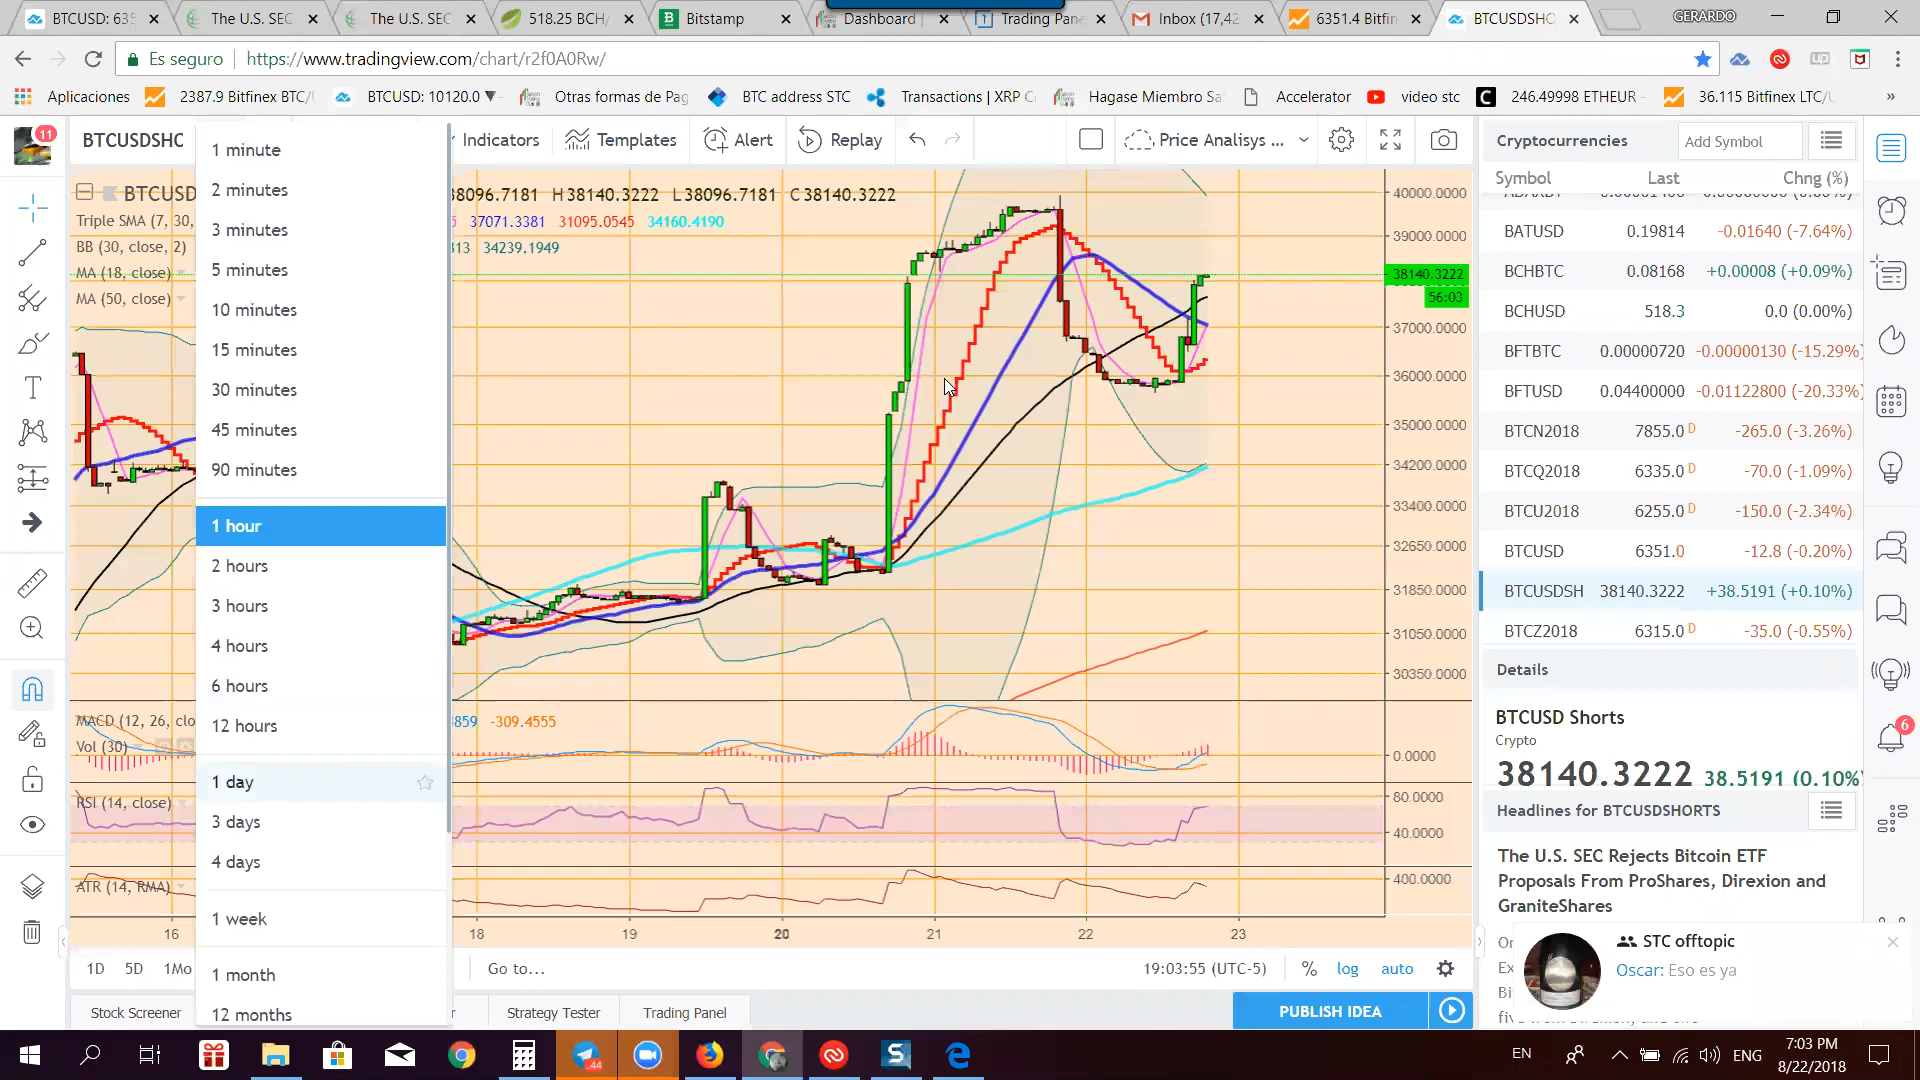 BTCUSD: 63
The U.S. SEC
The U.S. SEC
518.25 BCH/
Bitstamp
Dashboard
Trading Pan
Inbox (17,42
6351.4 Bitfin
BTCUSDSHO
GERARDO
Es seguro
https://www.tradingview.com/chart/r2f0A0Rw/
Aplicaciones
2387.9 Bitfinex BTC/
BTCUSD: 10120.0 ▼
Otras formas de Pag
BTC address STC
Transactions | XRP C
Hagase Miembro Sa
Accelerator
video stc
246.49998 ETHEUR
36.115 Bitfinex LTC/
»
11
BTCUSDSHO
Indicators
Templates
Alert
Replay
Price Analisys ...
BTCUSD
38096.7181 H38140.3222 L38096.7181 C38140.3222
Triple SMA (7, 30,
37071.3381 31095.0545 34160.4190
BB (30, close, 2)
313 34239.1949
MA (18, close)
MA (50, close)
1 minute
2 minutes
3 minutes
5 minutes
10 minutes
15 minutes
30 minutes
45 minutes
90 minutes
1 hour
2 hours
3 hours
4 hours
6 hours
12 hours
1 day
3 days
4 days
1 week
1 month
12 months
MACD (12, 26, clo
3859 -309.4555
Vol (30)
RSI (14, close)
ATR (14, RMA)
40000.0000
39000.0000
38140.3222
56:03
37000.0000
36000.0000
35000.0000
34200.0000
33400.0000
32650.0000
31850.0000
31050.0000
30350.0000
0.0000
80.0000
40.0000
400.0000
16
18
19
20
21
22
23
1D
5D
1Mo
Go to...
19:03:55 (UTC-5)
%
log
auto
Stock Screener
Strategy Tester
Trading Panel
PUBLISH IDEA
Cryptocurrencies
Add Symbol
Symbol Last Chng (%)
BATUSD 0.19814 -0.01640 (-7.64%)
BCHBTC 0.08168 +0.00008 (+0.09%)
BCHUSD 518.3 0.0 (0.00%)
BFTBTC 0.00000720 -0.00000130 (-15.29%)
BFTUSD 0.04400000 -0.01122800 (-20.33%)
BTCN2018 7855.0 D -265.0 (-3.26%)
BTCQ2018 6335.0 D -70.0 (-1.09%)
BTCU2018 6255.0 D -150.0 (-2.34%)
BTCUSD 6351.0 -12.8 (-0.20%)
BTCUSDSH 38140.3222 +38.5191 (+0.10%)
BTCZ2018 6315.0 D -35.0 (-0.55%)
Details
BTCUSD Shorts
Crypto
38140.3222 38.5191 (0.10%)
Headlines for BTCUSDSHORTS
The U.S. SEC Rejects Bitcoin ETF
Proposals From ProShares, Direxion and
GraniteShares
STC offtopic
Oscar: Eso es ya
6
44
EN
ENG
7:03 PM
8/22/2018